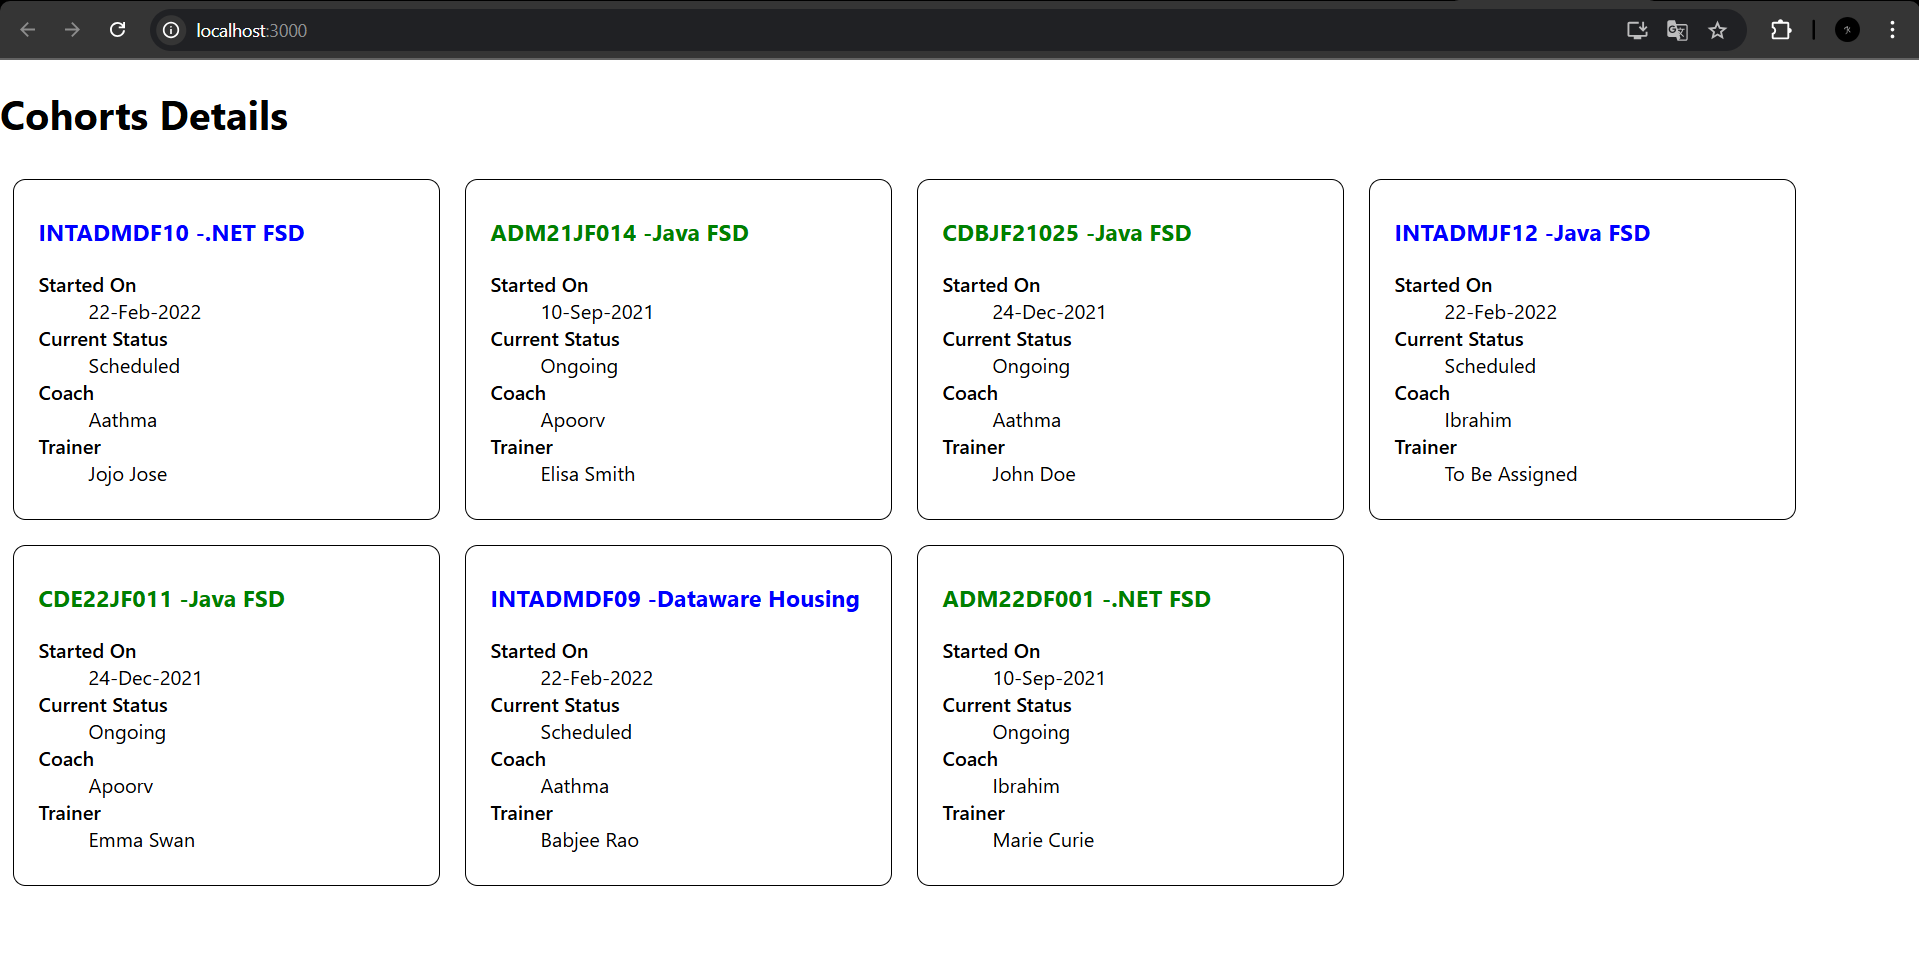 localhost:3000
Cohorts Details
INTADMDF10 -.NET FSD
Started On
22-Feb-2022
Current Status
Scheduled
Coach
Aathma
Trainer
Jojo Jose
ADM21JF014 -Java FSD
Started On
10-Sep-2021
Current Status
Ongoing
Coach
Apoorv
Trainer
Elisa Smith
CDBJF21025 -Java FSD
Started On
24-Dec-2021
Current Status
Ongoing
Coach
Aathma
Trainer
John Doe
INTADMJF12 -Java FSD
Started On
22-Feb-2022
Current Status
Scheduled
Coach
Ibrahim
Trainer
To Be Assigned
CDE22JF011 -Java FSD
Started On
24-Dec-2021
Current Status
Ongoing
Coach
Apoorv
Trainer
Emma Swan
INTADMDF09 -Dataware Housing
Started On
22-Feb-2022
Current Status
Scheduled
Coach
Aathma
Trainer
Babjee Rao
ADM22DF001 -.NET FSD
Started On
10-Sep-2021
Current Status
Ongoing
Coach
Ibrahim
Trainer
Marie Curie